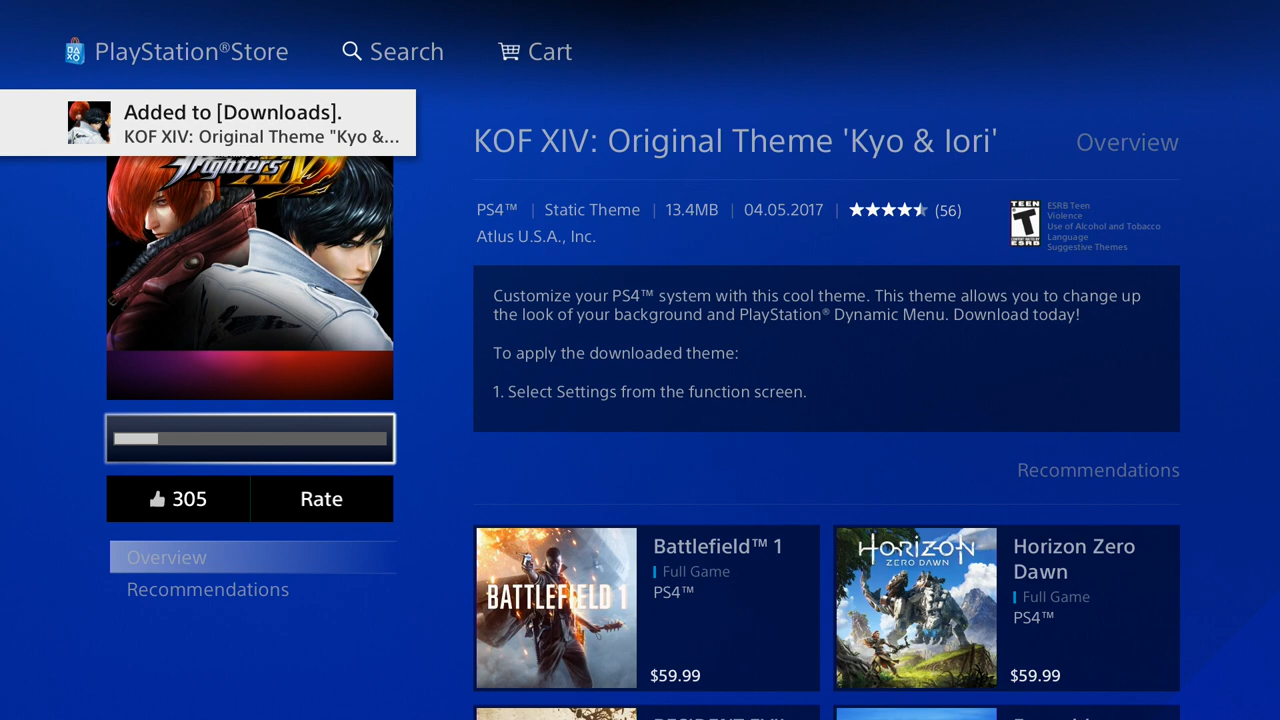 PlayStation®Store
Search
Cart
Added to [Downloads].
KOF XIV: Original Theme "Kyo &...
Fighters XIV
KOF XIV: Original Theme 'Kyo & Iori'
Overview
PS4™ | Static Theme | 13.4MB | 04.05.2017 | (56)
Atlus U.S.A., Inc.
TEEN
T
ESRB
ESRB Teen
Violence
Use of Alcohol and Tobacco
Language
Suggestive Themes
Customize your PS4™ system with this cool theme. This theme allows you to change up
the look of your background and PlayStation® Dynamic Menu. Download today!
To apply the downloaded theme:
1. Select Settings from the function screen.
305
Rate
Overview
Recommendations
Recommendations
BATTLEFIELD 1
Battlefield™ 1
Full Game
PS4™
$59.99
HORIZON
ZERO DAWN
Horizon Zero
Dawn
Full Game
PS4™
$59.99